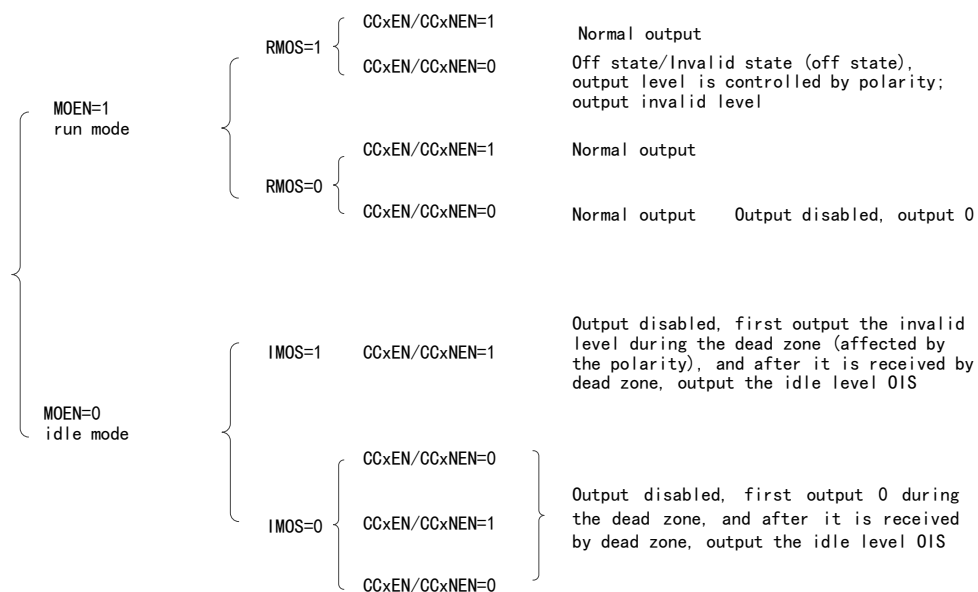 CCxEN/CCxNEN=1
Normal output
RMOS=1
CCxEN/CCxNEN=0
Off state/Invalid state (off state),
output level is controlled by polarity;
output invalid level
MOEN=1
run mode
CCxEN/CCxNEN=1
Normal output
RMOS=0
CCxEN/CCxNEN=0
Normal output Output disabled, output 0
IMOS=1
CCxEN/CCxNEN=1
Output disabled, first output the invalid
level during the dead zone (affected by
the polarity), and after it is received by
dead zone, output the idle level OIS
MOEN=0
idle mode
CCxEN/CCxNEN=0
IMOS=0
CCxEN/CCxNEN=1
CCxEN/CCxNEN=0
Output disabled, first output 0 during
the dead zone, and after it is received
by dead zone, output the idle level OIS